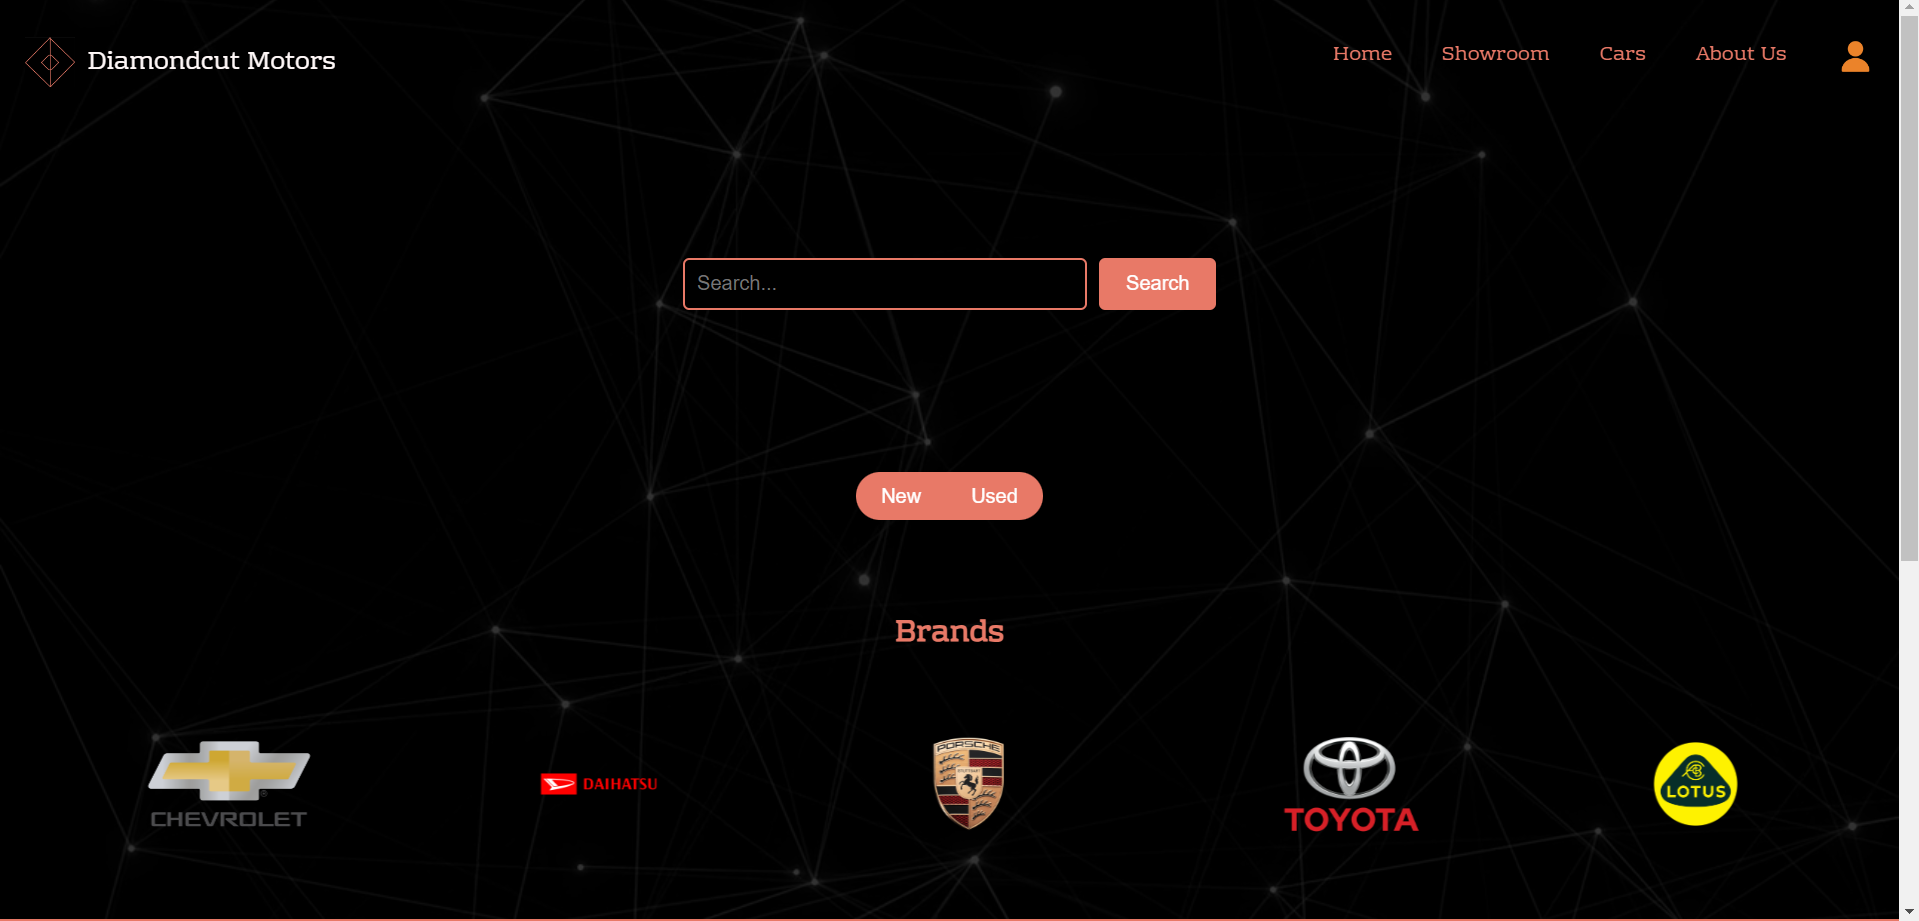 Diamondcut Motors
Home
Showroom
Cars
About Us
Search...
Search
New
Used
Brands
CHEVROLET
DAIHATSU
PORSCHE
TOYOTA
LOTUS